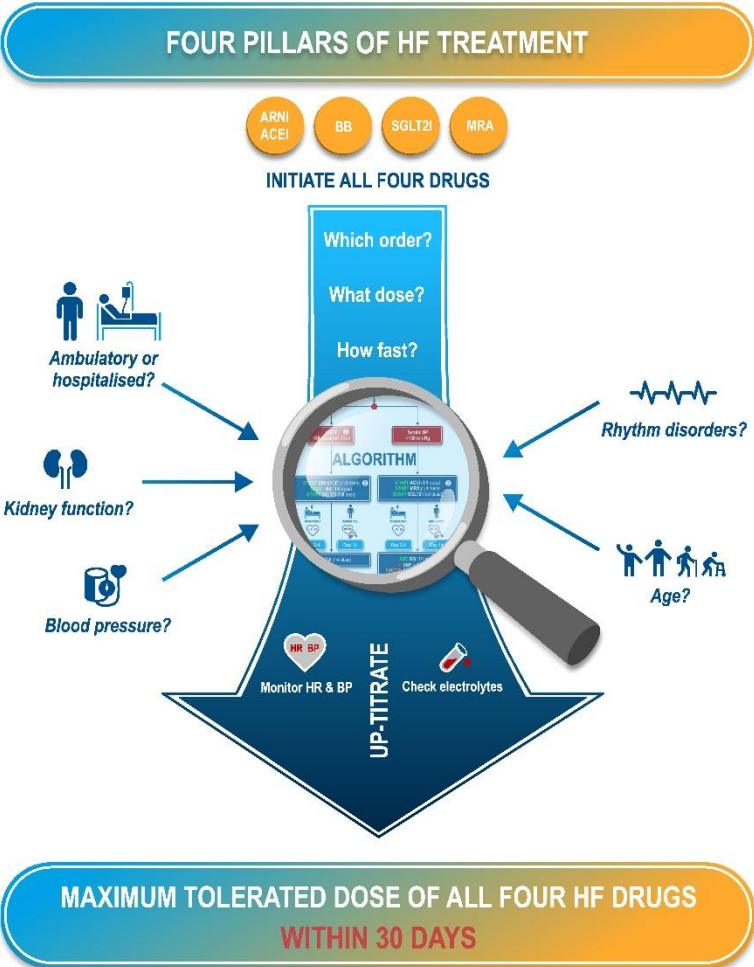 FOUR PILLARS OF HF TREATMENT
ARNI
ACEI
BB
SGLT2I
MRA
INITIATE ALL FOUR DRUGS
Which order?
What dose?
How fast?
Ambulatory or
hospitalised?
Kidney function?
Blood pressure?
Rhythm disorders?
Age?
ALGORITHM
HR BP
Monitor HR & BP
UP-TITRATE
Check electrolytes
MAXIMUM TOLERATED DOSE OF ALL FOUR HF DRUGS
WITHIN 30 DAYS